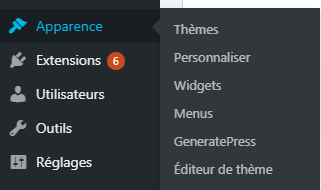 Apparence
Extensions 6
Utilisateurs
Outils
Réglages
Thèmes
Personnaliser
Widgets
Menus
GeneratePress
Éditeur de thème